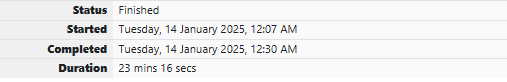 Status Finished
Started Tuesday, 14 January 2025, 12:07 AM
Completed Tuesday, 14 January 2025, 12:30 AM
Duration 23 mins 16 secs